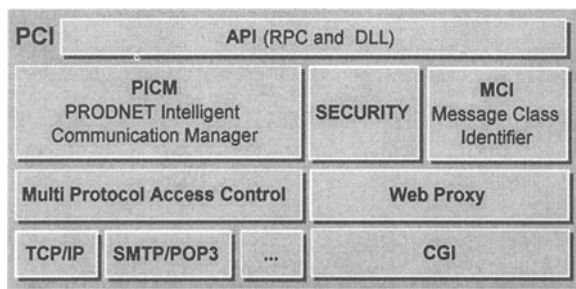 PCI
API (RPC and DLL)
PICM
PRODNET Intelligent
Communication Manager
SECURITY
MCI
Message Class
Identifier
Multi Protocol Access Control
Web Proxy
TCP/IP
SMTP/POP3
...
CGI